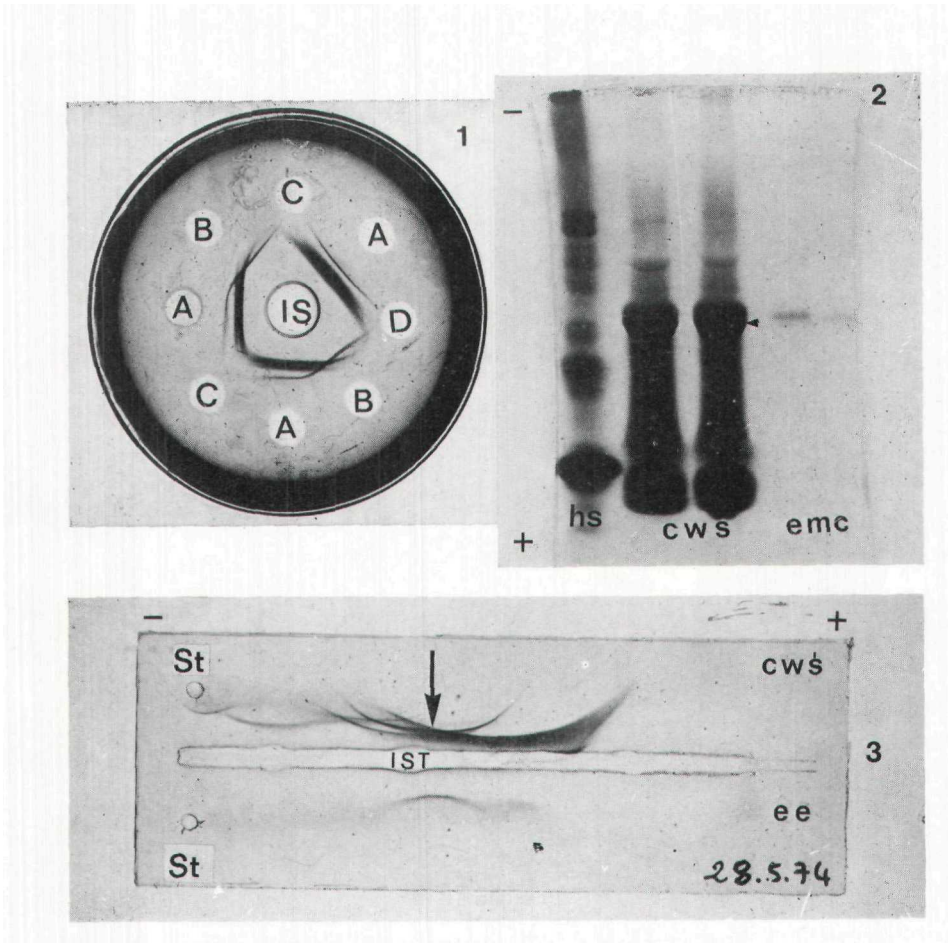 1
C
B A
A IS D
C B
A
− 2
hs cws emc
+
− +
St cws
IST 3
ee
St 28.5.74